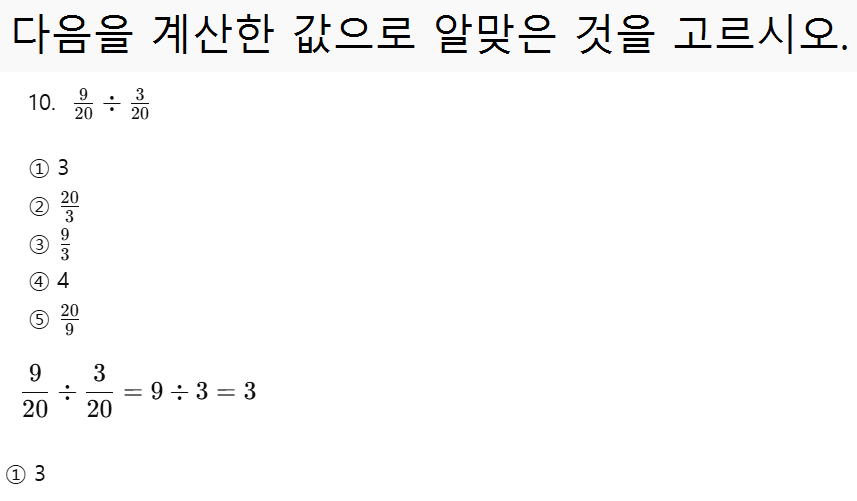 다음을 계산한 값으로 알맞은 것을 고르시오.
10. 9/20 ÷ 3/20
① 3
② 20/3
③ 9/3
④ 4
⑤ 20/9
9/20 ÷ 3/20 = 9 ÷ 3 = 3
① 3